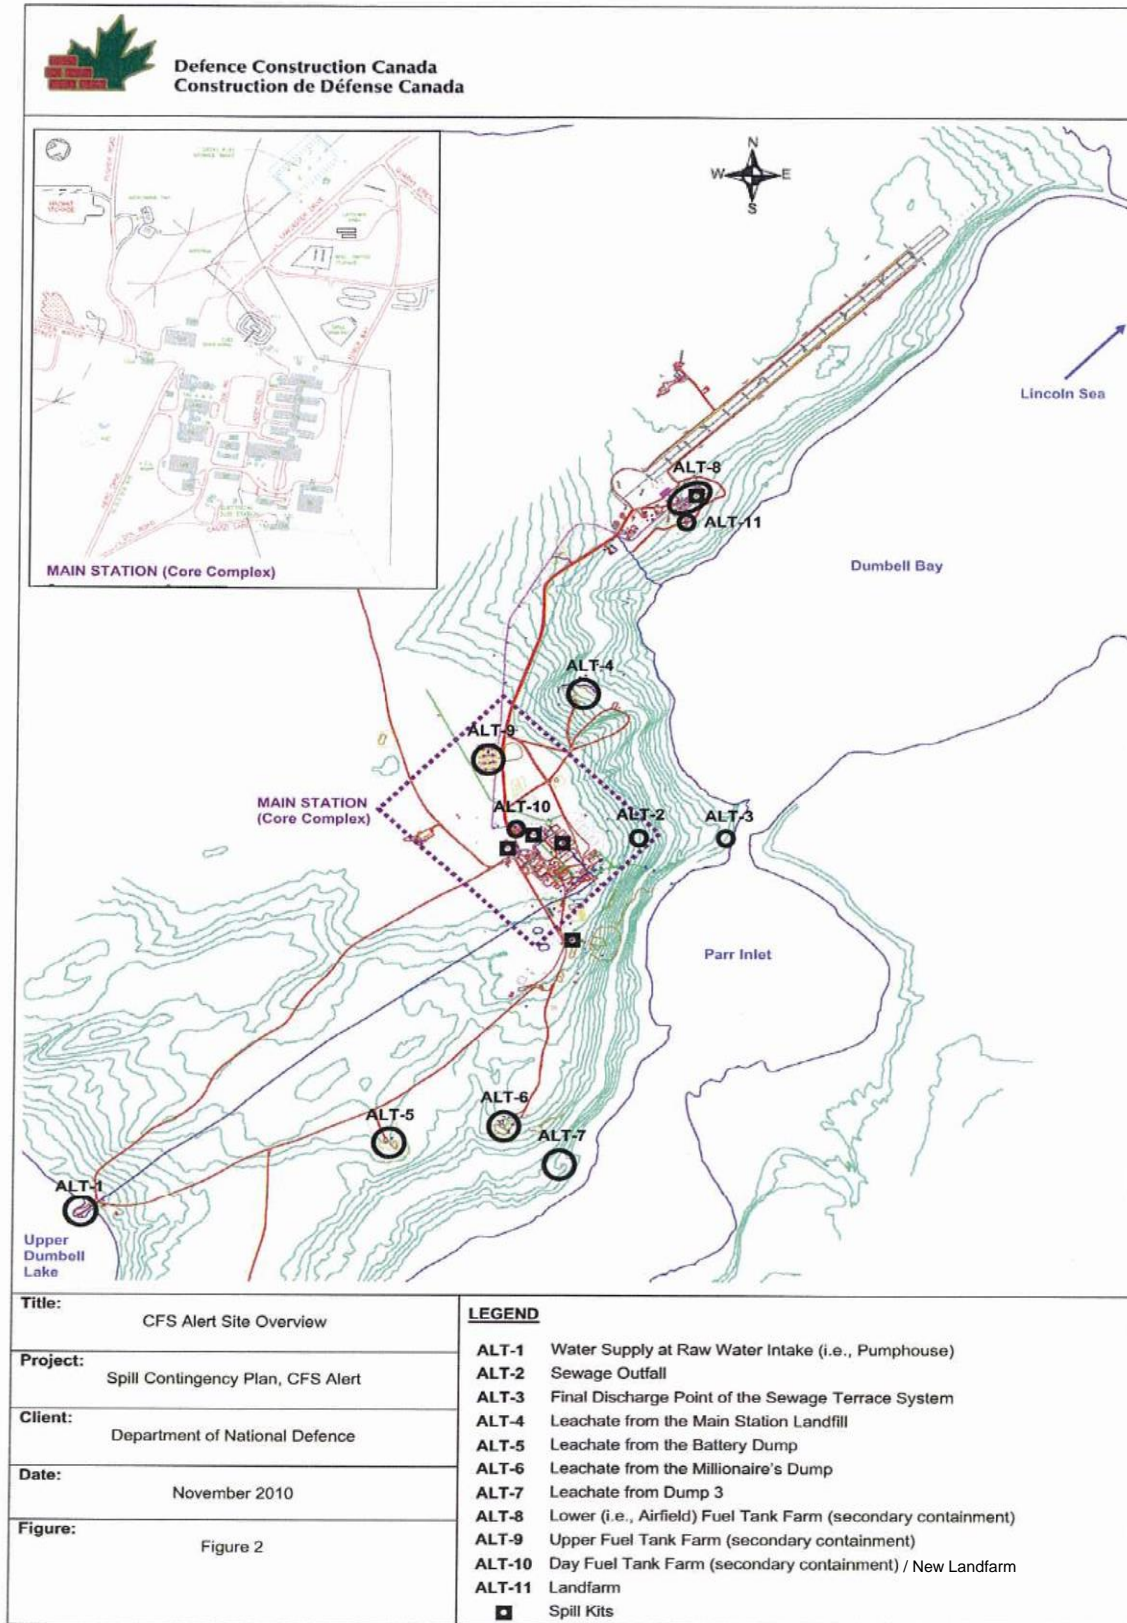 Defence Construction Canada
Construction de Défense Canada
MAIN STATION (Core Complex)
N
W E
S
Lincoln Sea
ALT-8
ALT-11
Dumbell Bay
ALT-4
ALT-9
MAIN STATION
(Core Complex)
ALT-10
ALT-2
ALT-3
Parr Inlet
ALT-6
ALT-5
ALT-7
ALT-1
Upper
Dumbell
Lake
Title:
CFS Alert Site Overview
Project:
Spill Contingency Plan, CFS Alert
Client:
Department of National Defence
Date:
November 2010
Figure:
Figure 2
LEGEND
ALT-1 Water Supply at Raw Water Intake (i.e., Pumphouse)
ALT-2 Sewage Outfall
ALT-3 Final Discharge Point of the Sewage Terrace System
ALT-4 Leachate from the Main Station Landfill
ALT-5 Leachate from the Battery Dump
ALT-6 Leachate from the Millionaire's Dump
ALT-7 Leachate from Dump 3
ALT-8 Lower (i.e., Airfield) Fuel Tank Farm (secondary containment)
ALT-9 Upper Fuel Tank Farm (secondary containment)
ALT-10 Day Fuel Tank Farm (secondary containment) / New Landfarm
ALT-11 Landfarm
Spill Kits